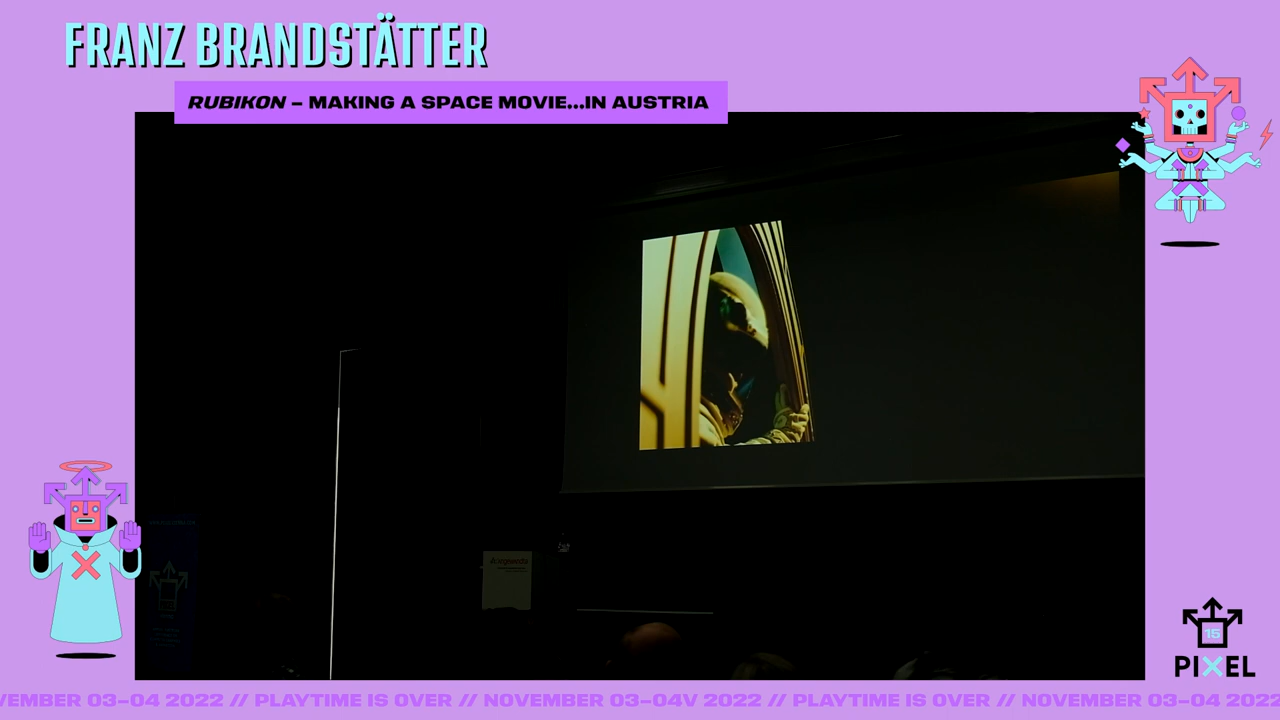 FRANZ BRANDSTÄTTER
RUBIKON – MAKING A SPACE MOVIE...IN AUSTRIA
15
PIXEL
VEMBER 03–04 2022 // PLAYTIME IS OVER // NOVEMBER 03–04V 2022 // PLAYTIME IS OVER // NOVEMBER 03–04 2022